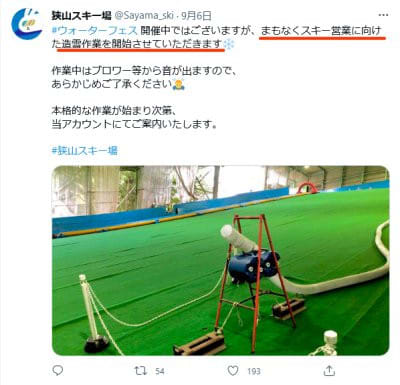 狭山スキー場 @Sayama_ski · 9月6日
#ウォーターフェス 開催中ではございますが、まもなくスキー営業に向け
た造雪作業を開始させていただきます❄️
作業中はブロワー等から音が出ますので、
あらかじめご了承ください🙇
本格的な作業が始まり次第、
当アカウントにてご案内いたします。
#狭山スキー場
54
193